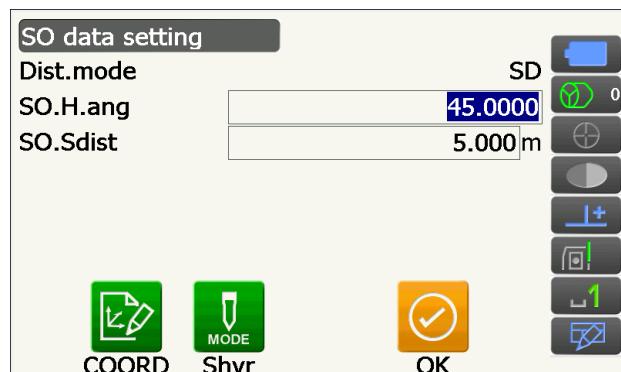 SO data setting
Dist.mode SD
SO.H.ang 45.0000
0
SO.Sdist 5.000 m
1
MODE
COORD Shvr OK